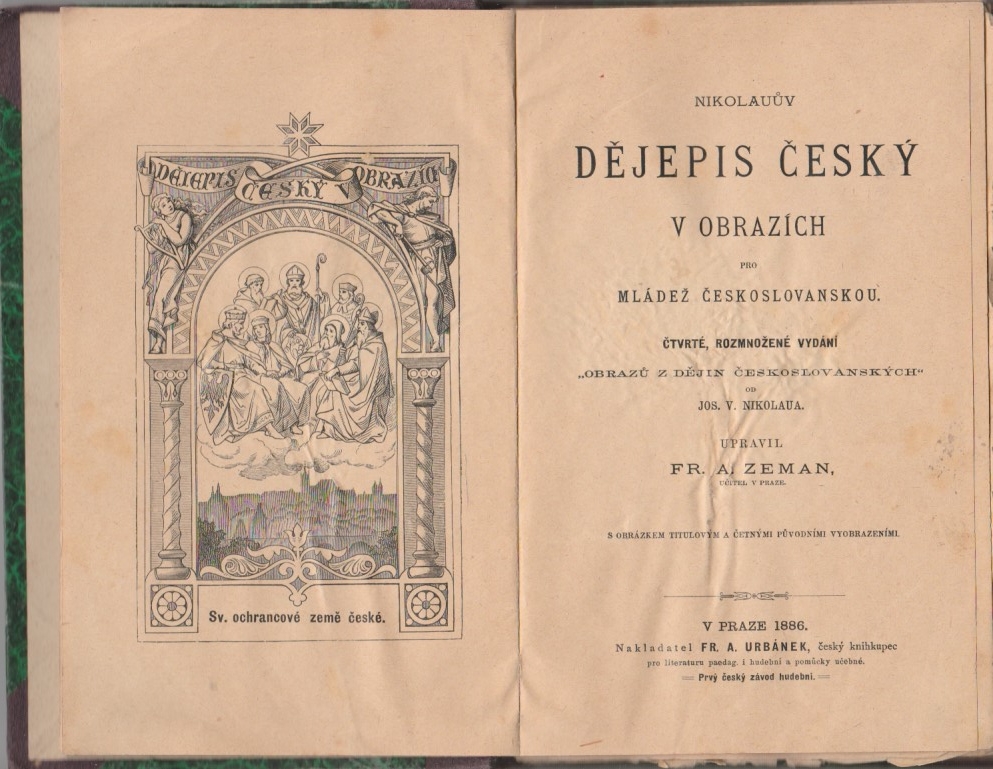 DĚJEPIS ČESKÝ V OBRAZÍCH
Sv. ochrancové země české.
NIKOLAUŮV
DĚJEPIS ČESKÝ
V OBRAZÍCH
PRO
MLÁDEŽ ČESKOSLOVANSKOU.
ČTVRTÉ, ROZMNOŽENÉ VYDÁNÍ
„OBRAZŮ Z DĚJIN ČESKOSLOVANSKÝCH“
OD
JOS. V. NIKOLAUA.
UPRAVIL
FR. A. ZEMAN,
UČITEL V PRAZE.
S OBRÁZKEM TITULOVÝM A ČETNÝMI PŮVODNÍMI VYOBRAZENÍMI.
V PRAZE 1886.
Nakladatel FR. A. URBÁNEK, český knihkupec
pro literaturu paedag. i hudební a pomůcky učebné.
Prvý český závod hudební.